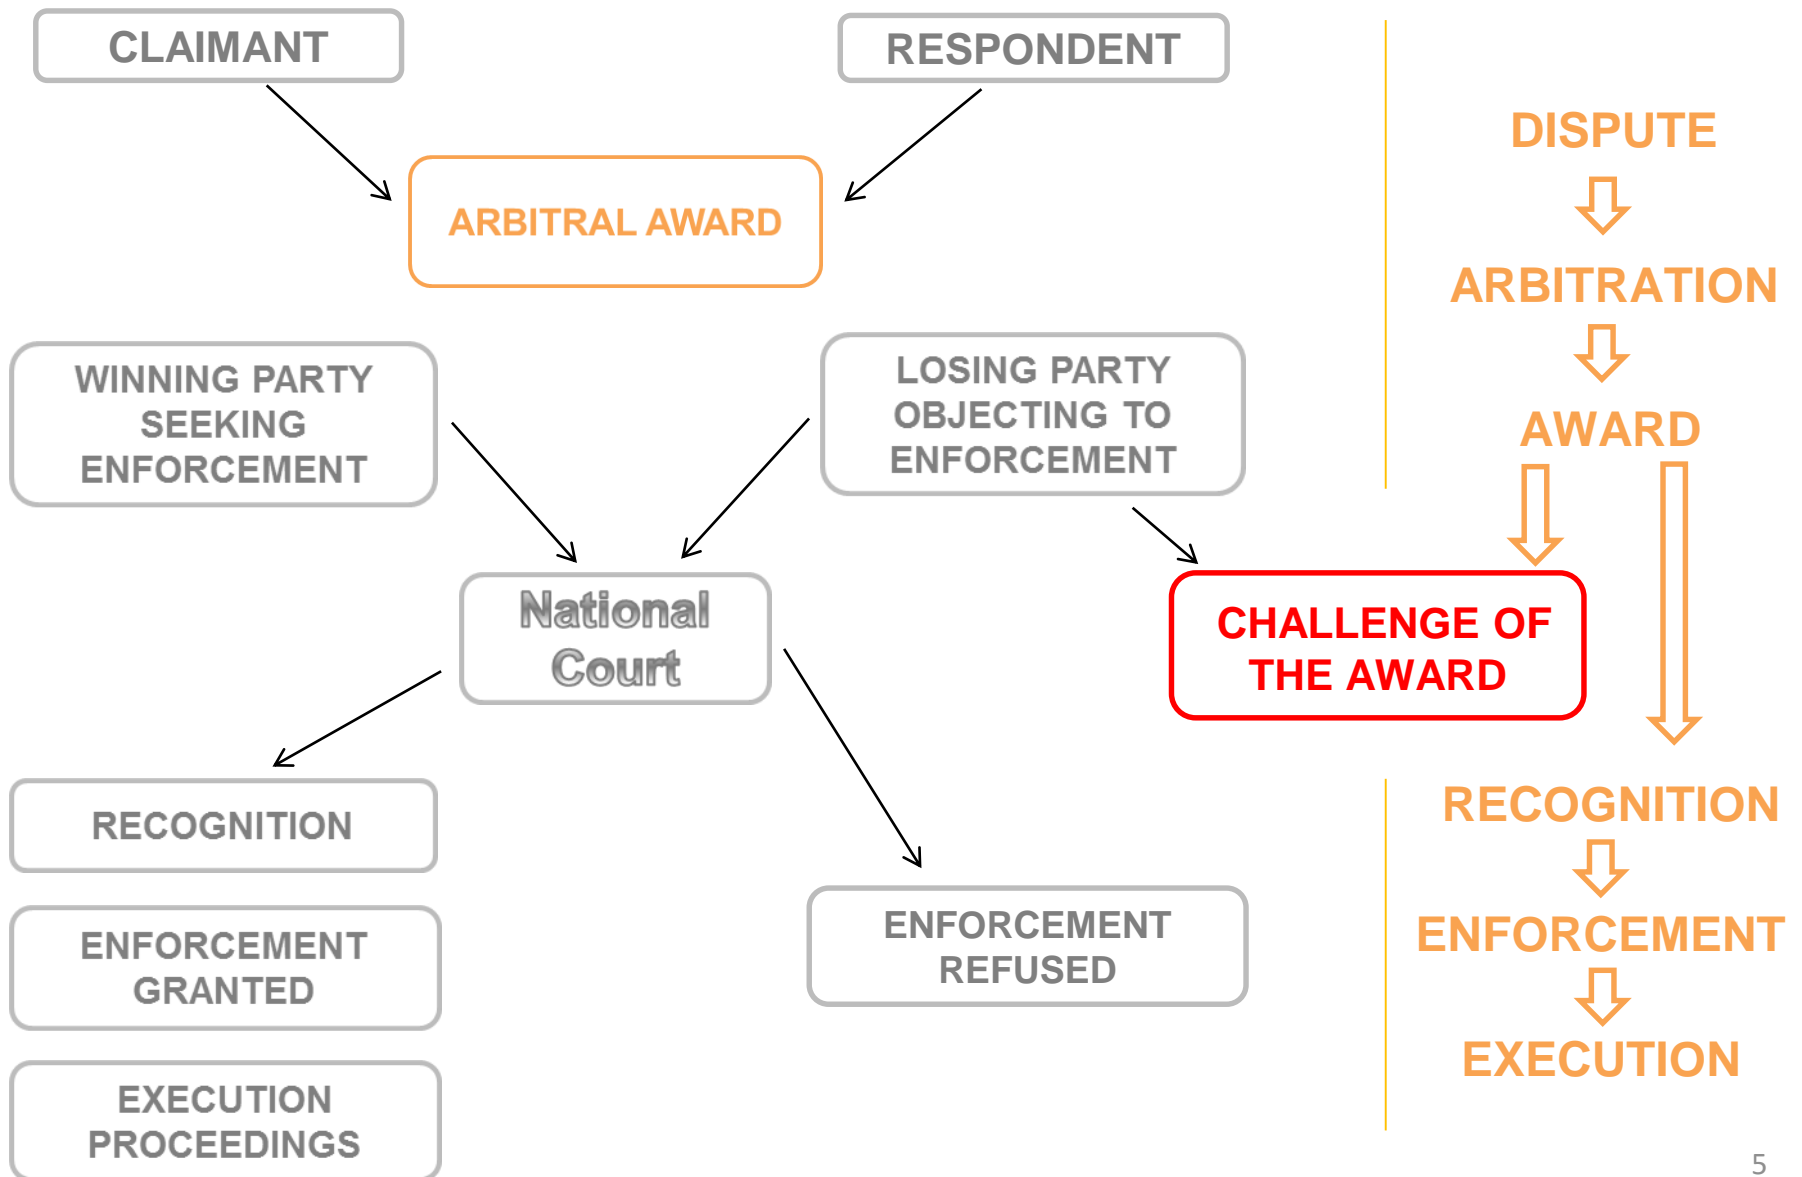 CLAIMANT
RESPONDENT
ARBITRAL AWARD
WINNING PARTY
SEEKING
ENFORCEMENT
LOSING PARTY
OBJECTING TO
ENFORCEMENT
National
Court
CHALLENGE OF
THE AWARD
RECOGNITION
ENFORCEMENT
GRANTED
ENFORCEMENT
REFUSED
EXECUTION
PROCEEDINGS
DISPUTE
ARBITRATION
AWARD
RECOGNITION
ENFORCEMENT
EXECUTION
5